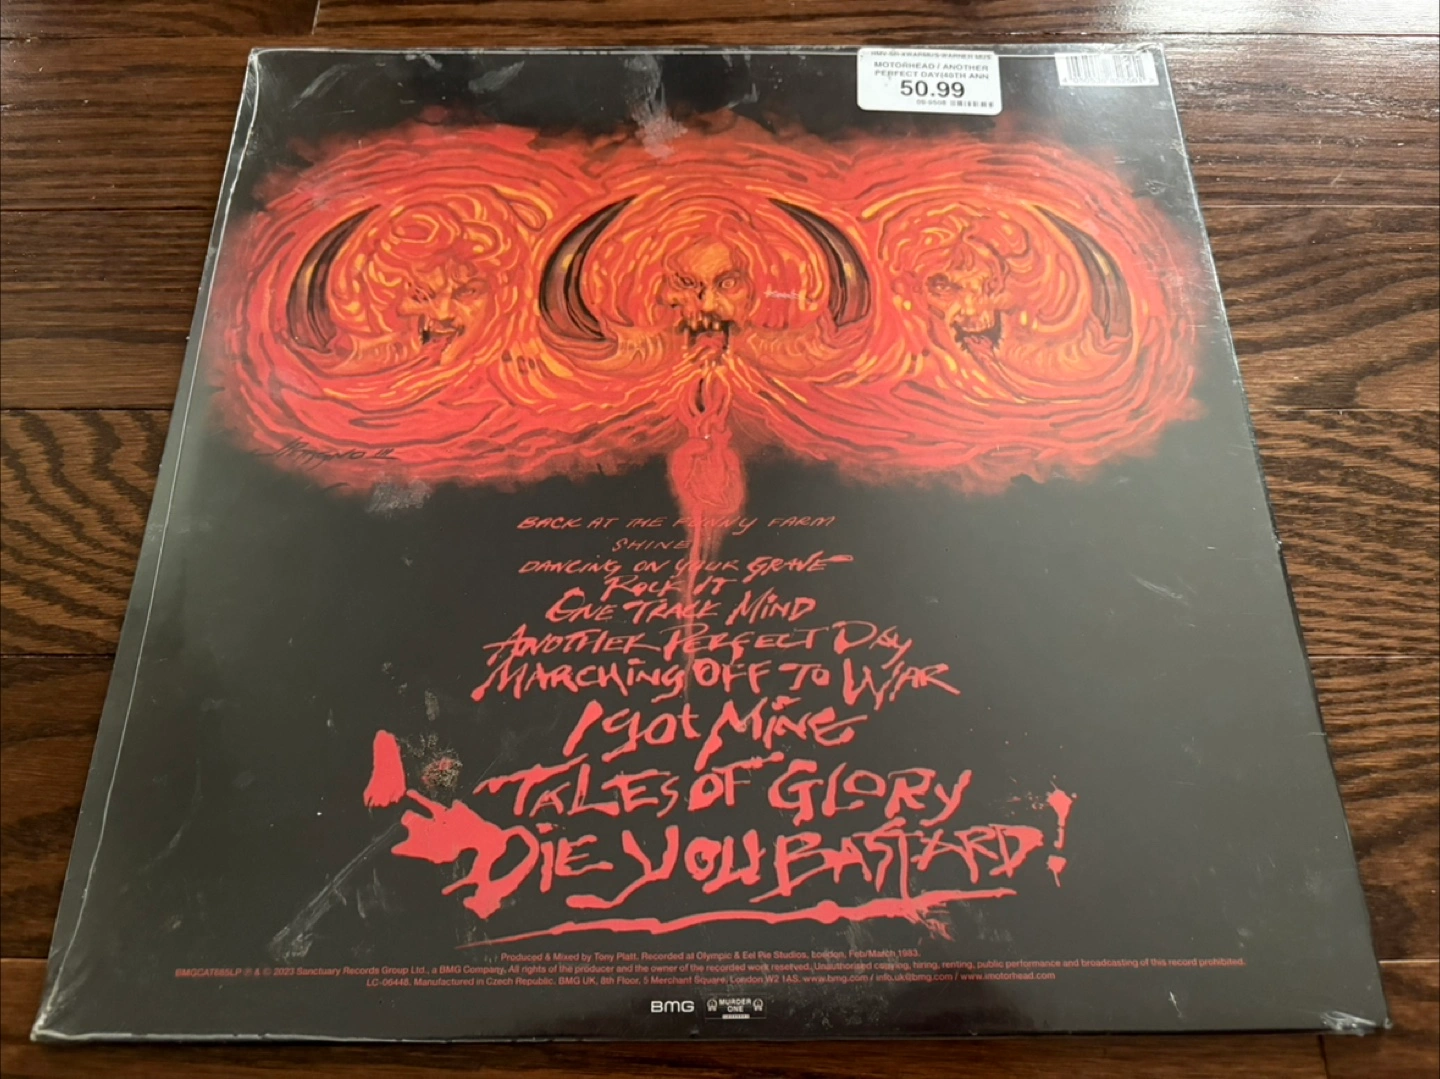 MOTORHEAD / ANOTHER
PERFECT DAY(40TH ANN
50.99
BACK AT THE FUNNY FARM
SHINE
DANCING ON YOUR GRAVE
ROCK IT
ONE TRACK MIND
ANOTHER PERFECT DAY
MARCHING OFF TO WAR
I GOT MINE
TALES OF GLORY
DIE YOU BASTARD!
Produced & Mixed by Tony Platt. Recorded at Olympic & Eel Pie Studios, London, Feb/March 1983.
BMGCAT885LP ℗ & © 2023 Sanctuary Records Group Ltd., a BMG Company. All rights of the producer and the owner of the recorded work reserved. Unauthorized copying, hiring, renting, public performance and broadcasting of this record prohibited.
LC-06448. Manufactured in Czech Republic. BMG UK, 8th Floor, 5 Merchant Square, London W2 1AS. www.bmg.com / info.uk@bmg.com / www.imotorhead.com
BMG MURDER
ONE